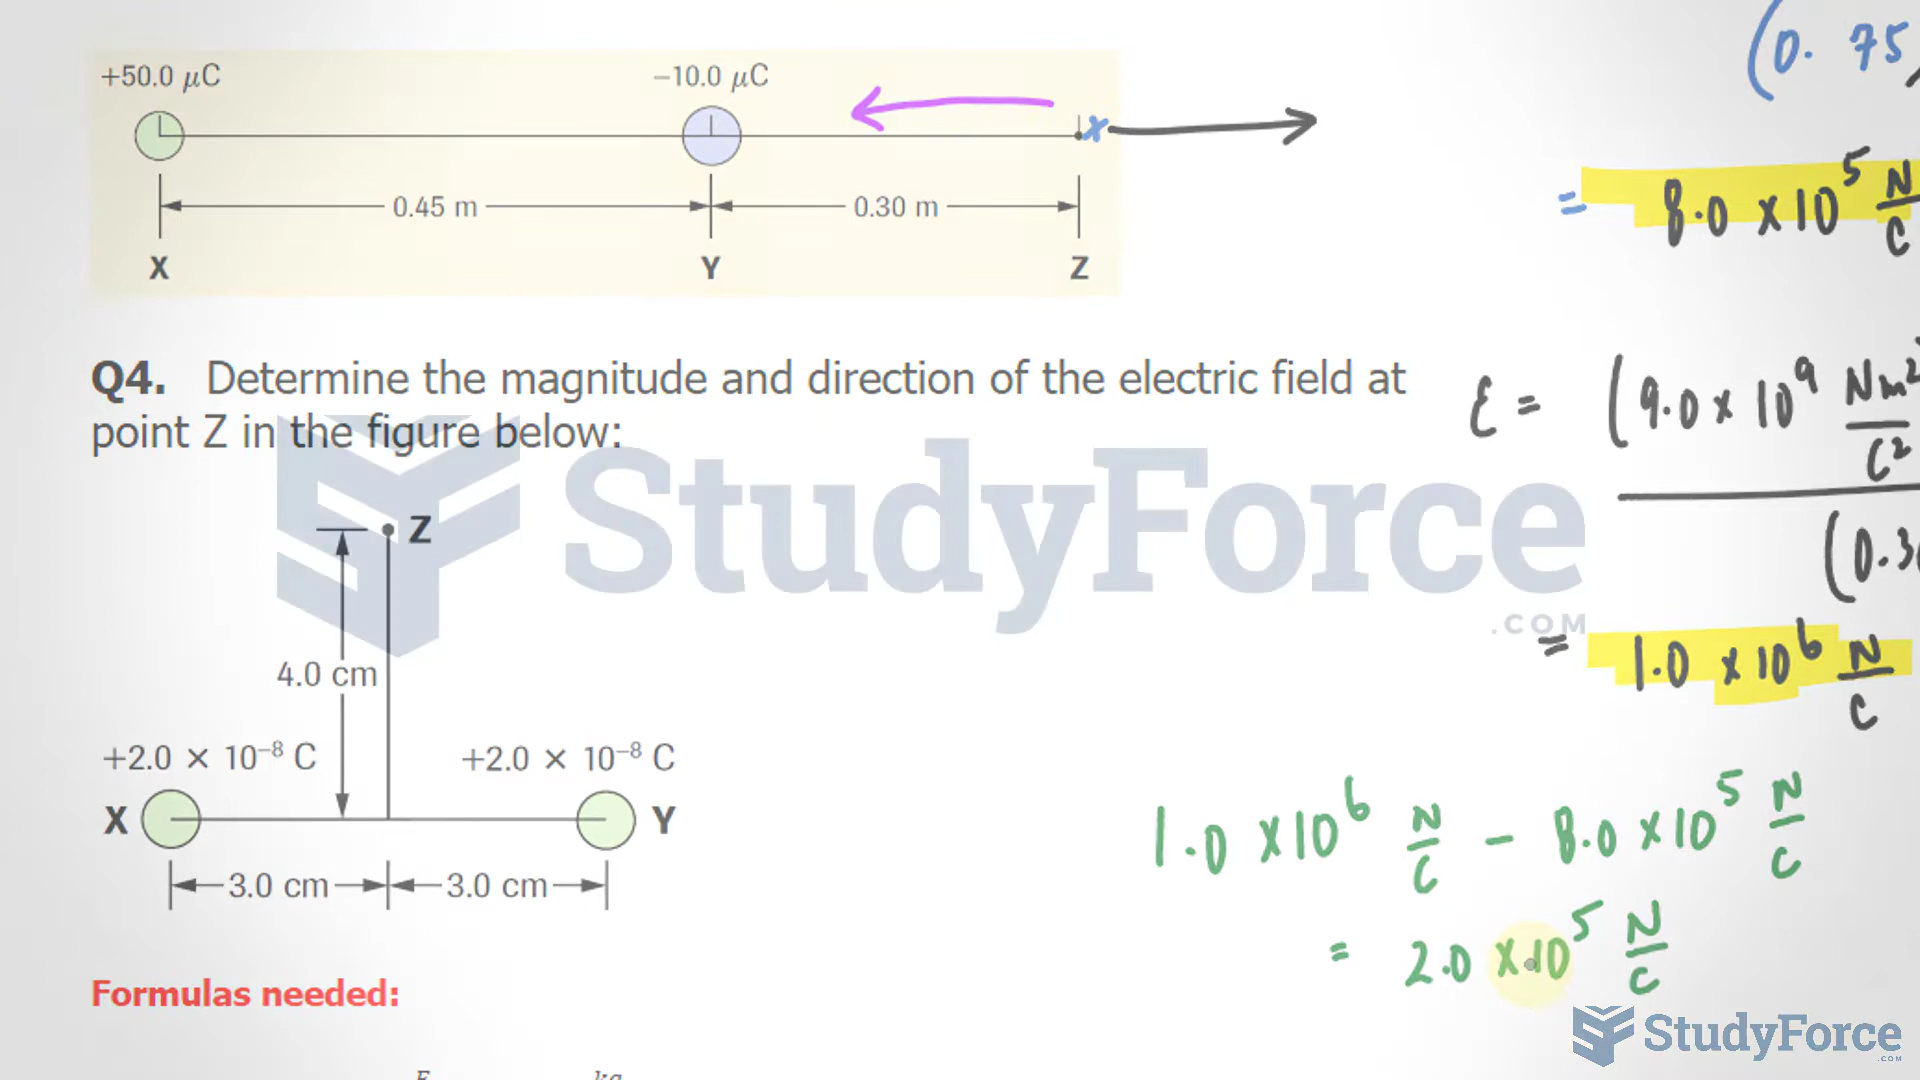 +50.0 μC
−10.0 μC
x
0.45 m
0.30 m
X
Y
Z
(0. 75)
= 8.0 x 10⁵ N/C
Q4. Determine the magnitude and direction of the electric field at
point Z in the figure below:
Z
4.0 cm
+2.0 × 10⁻⁸ C
+2.0 × 10⁻⁸ C
X
Y
3.0 cm
3.0 cm
Formulas needed:
kq
ε = (9.0 x 10⁹ Nm²/C²
(0.30
= 1.0 x 10⁶ N/C
1.0 x 10⁶ N/C − 8.0 x 10⁵ N/C
= 2.0 x 10⁵ N/C
StudyForce
.COM
StudyForce
.COM